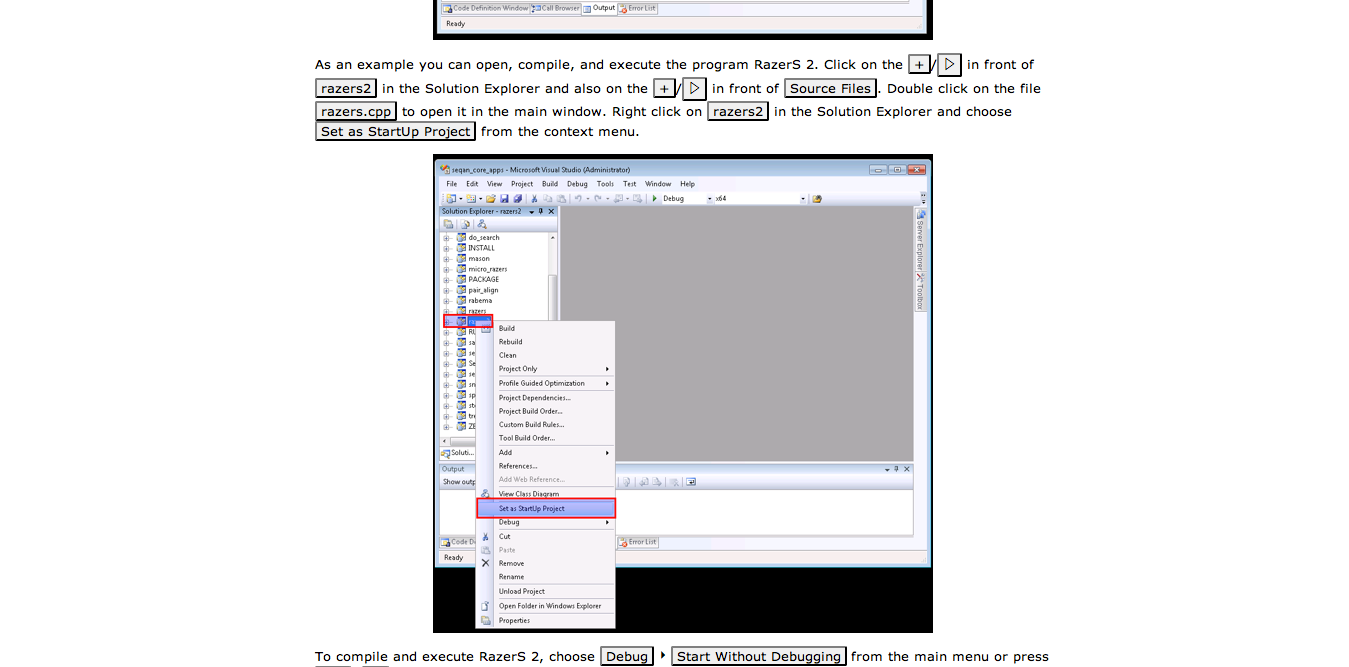 Code Definition Window Call Browser Output Error List
Ready
As an example you can open, compile, and execute the program RazerS 2. Click on the +/▷ in front of
razers2 in the Solution Explorer and also on the +/▷ in front of Source Files. Double click on the file
razers.cpp to open it in the main window. Right click on razers2 in the Solution Explorer and choose
Set as StartUp Project from the context menu.
seqan_core_apps - Microsoft Visual Studio (Administrator)
File Edit View Project Build Debug Tools Test Window Help
Debug x64
Solution Explorer - razers2
Server Explorer
Toolbox
do_search
INSTALL
mason
micro_razers
PACKAGE
pair_align
rabema
razers
Build
Rebuild
Clean
Project Only
Profile Guided Optimization
Project Dependencies...
Project Build Order...
Custom Build Rules...
Tool Build Order...
Add
References...
Add Web Reference...
View Class Diagram
Set as StartUp Project
Debug
Cut
Paste
Remove
Rename
Unload Project
Open Folder in Windows Explorer
Properties
Soluti...
Output
Show outp
Code De
Error List
Ready
To compile and execute RazerS 2, choose Debug ‣ Start Without Debugging from the main menu or press